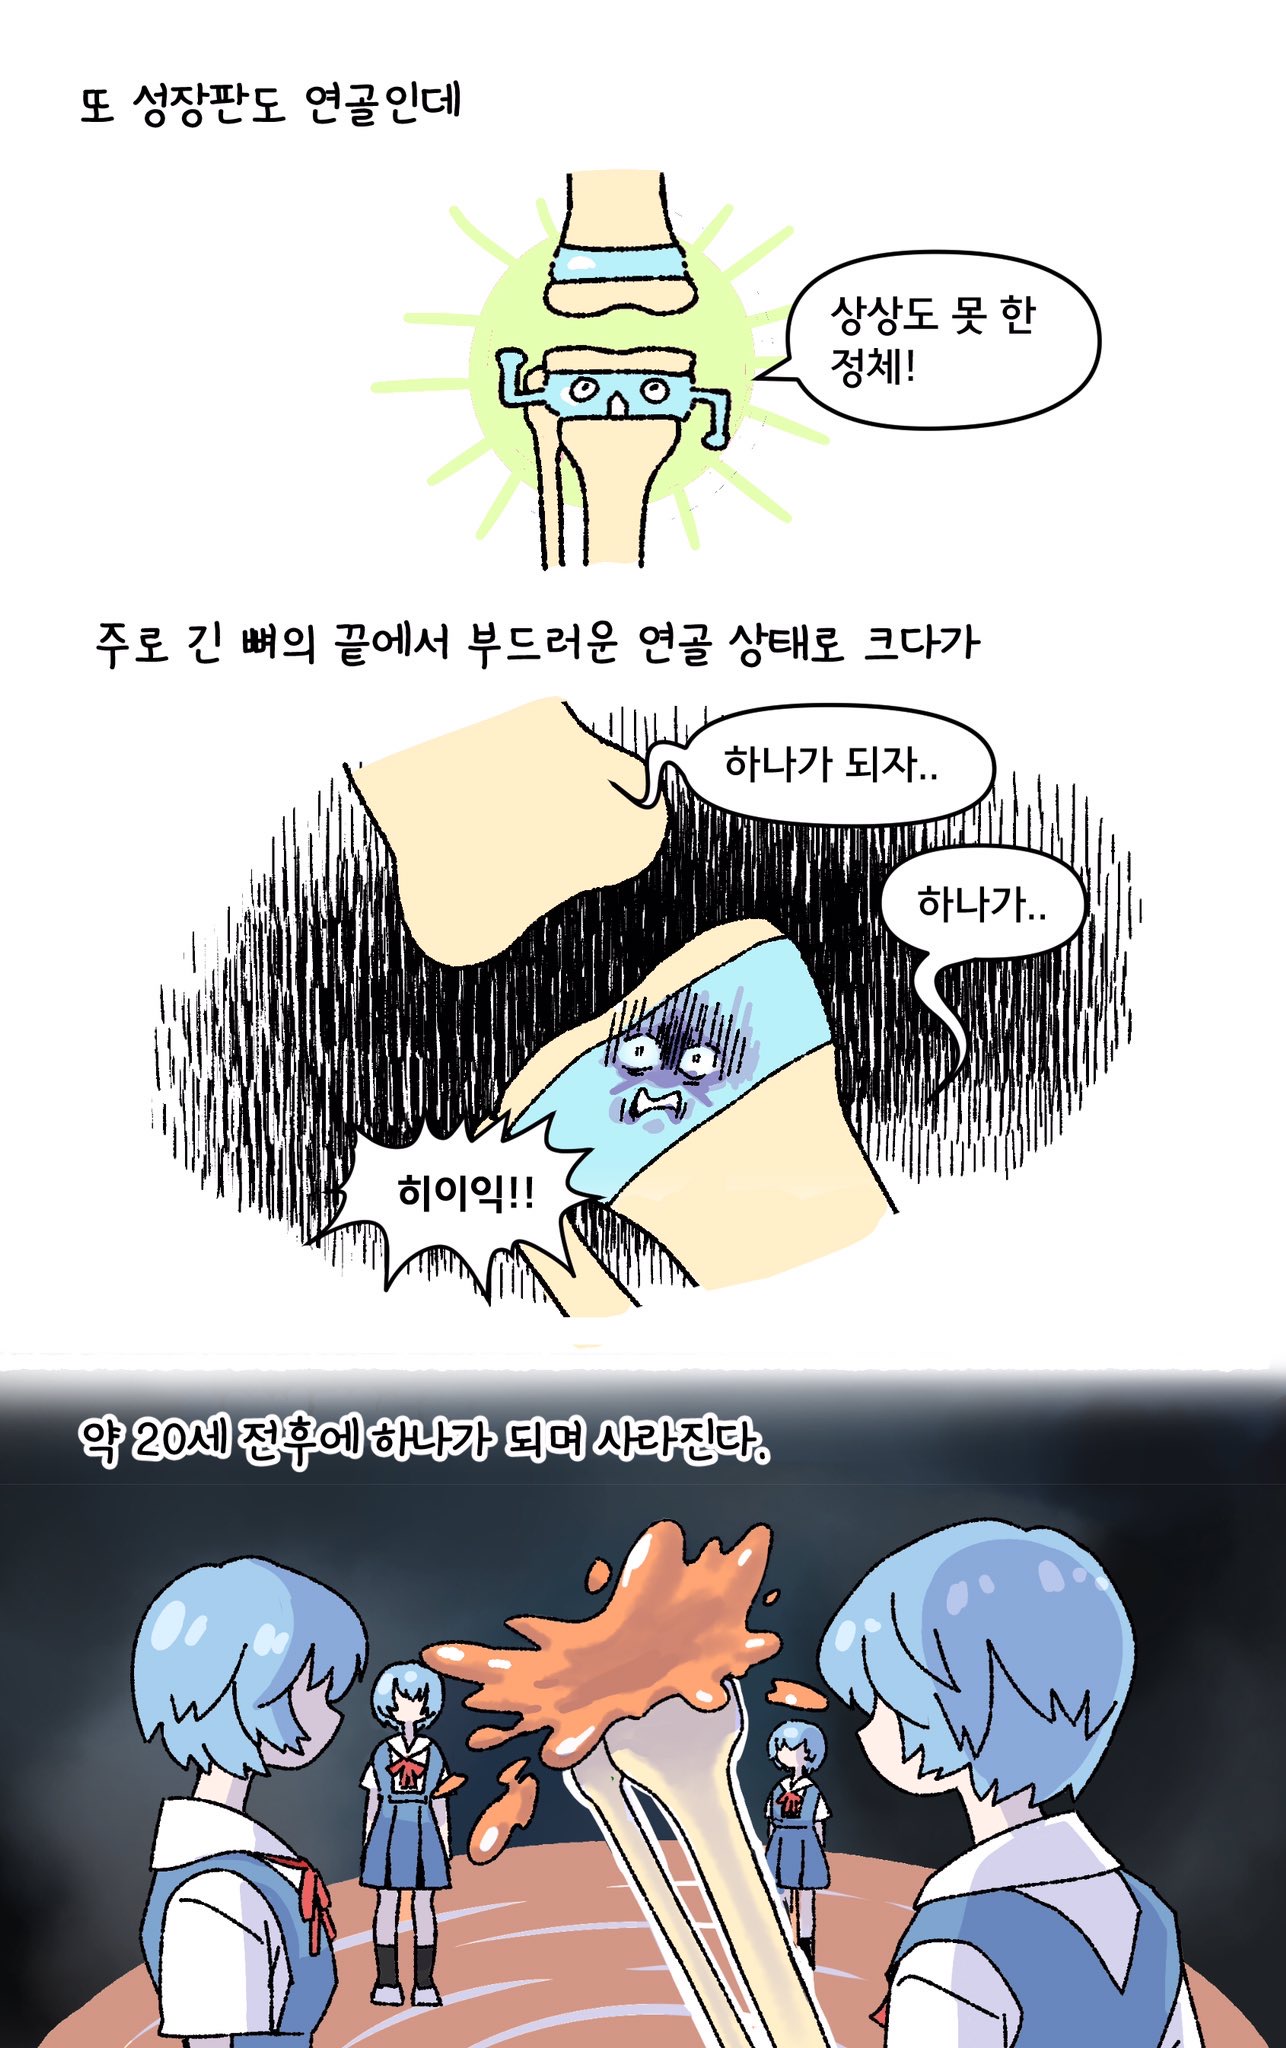 또 성장판도 연골인데
상상도 못 한
정체!
주로 긴 뼈의 끝에서 부드러운 연골 상태로 크다가
하나가 되자..
하나가..
히이익!!
약 20세 전후에 하나가 되며 사라진다.